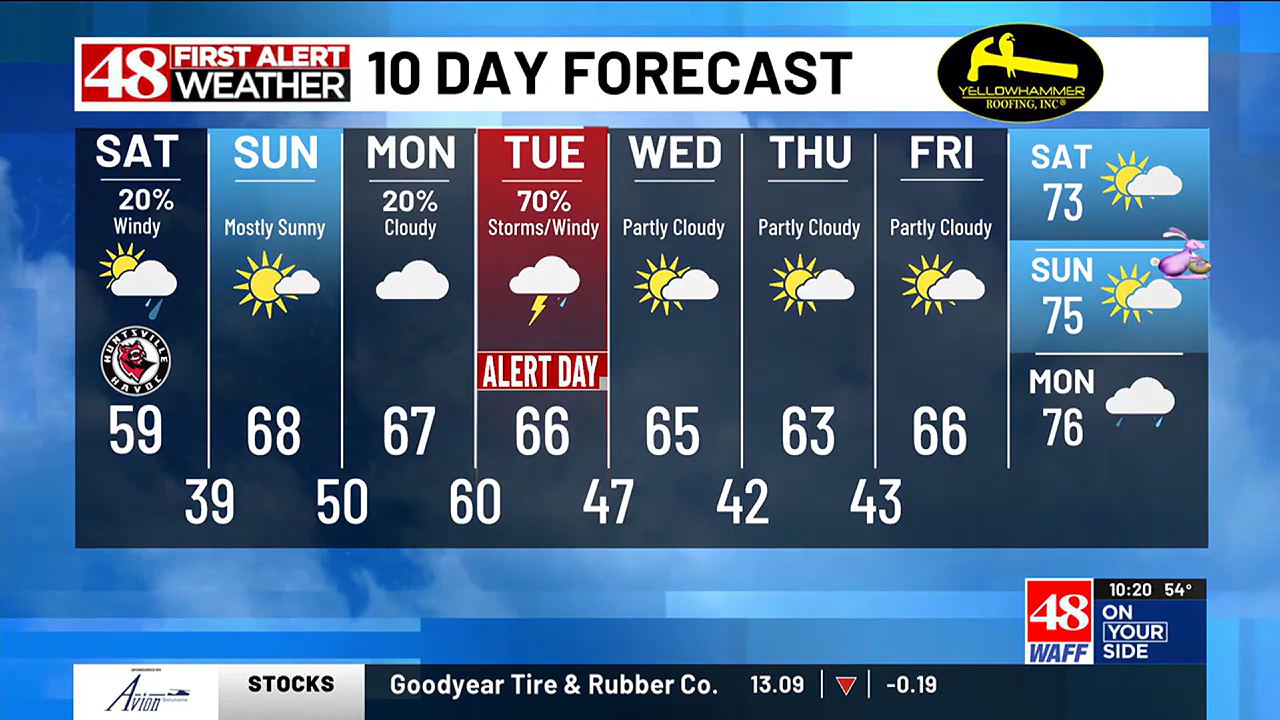 48 FIRST ALERT WEATHER
10 DAY FORECAST
YELLOWHAMMER
ROOFING, INC®
SAT
20%
Windy
HUNTSVILLE
HAVOC
59
SUN
Mostly Sunny
68
MON
20%
Cloudy
67
TUE
70%
Storms/Windy
ALERT DAY
66
WED
Partly Cloudy
65
THU
Partly Cloudy
63
FRI
Partly Cloudy
66
SAT
73
SUN
75
MON
76
39 50 60 47 42 43
48
WAFF
10:20 54°
ON
YOUR
SIDE
SPONSORED BY
Avion
Solutions
STOCKS
Goodyear Tire & Rubber Co. 13.09 -0.19